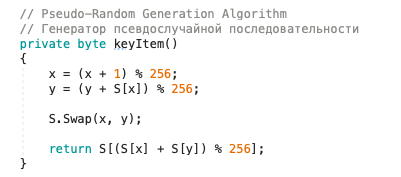 // Pseudo-Random Generation Algorithm
// Генератор псевдослучайной последовательности
private byte keyItem()
{
    x = (x + 1) % 256;
    y = (y + S[x]) % 256;

    S.Swap(x, y);

    return S[(S[x] + S[y]) % 256];
}